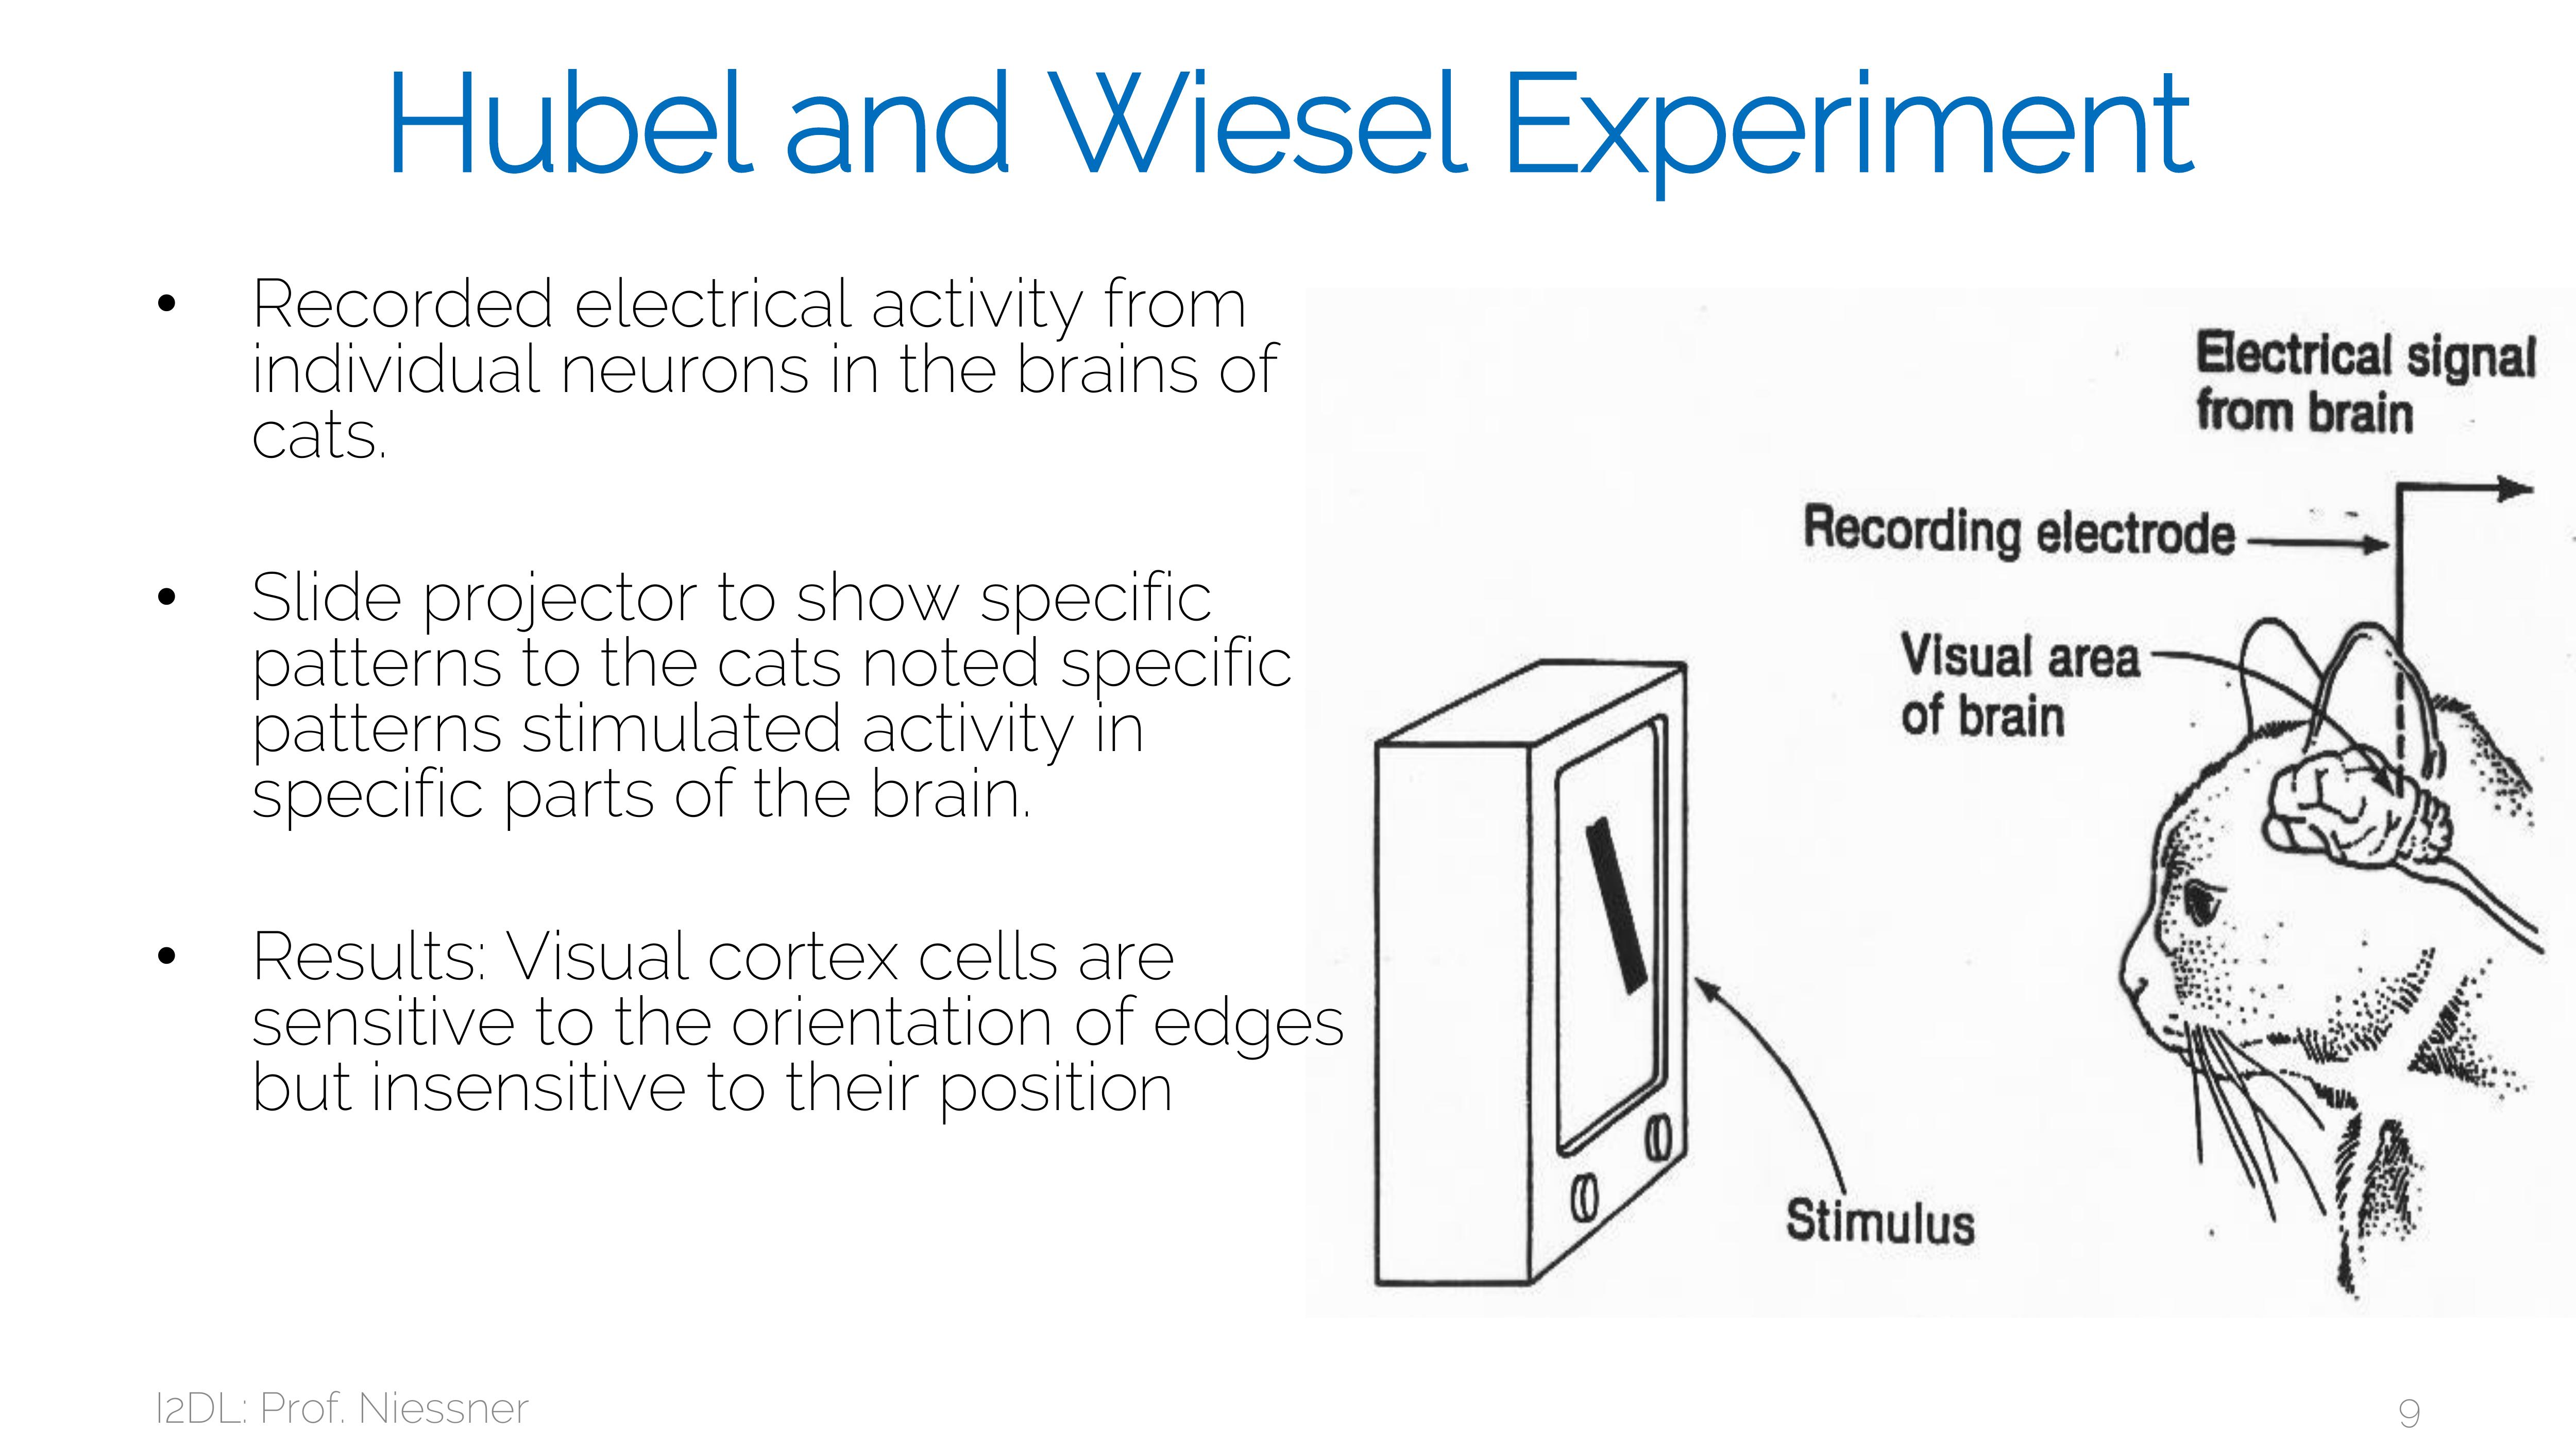 Hubel and Wiesel Experiment
• Recorded electrical activity from
individual neurons in the brains of
cats.
• Slide projector to show specific
patterns to the cats noted specific
patterns stimulated activity in
specific parts of the brain.
• Results: Visual cortex cells are
sensitive to the orientation of edges
but insensitive to their position
Electrical signal
from brain
Recording electrode
Visual area
of brain
Stimulus
I2DL: Prof. Niessner
9